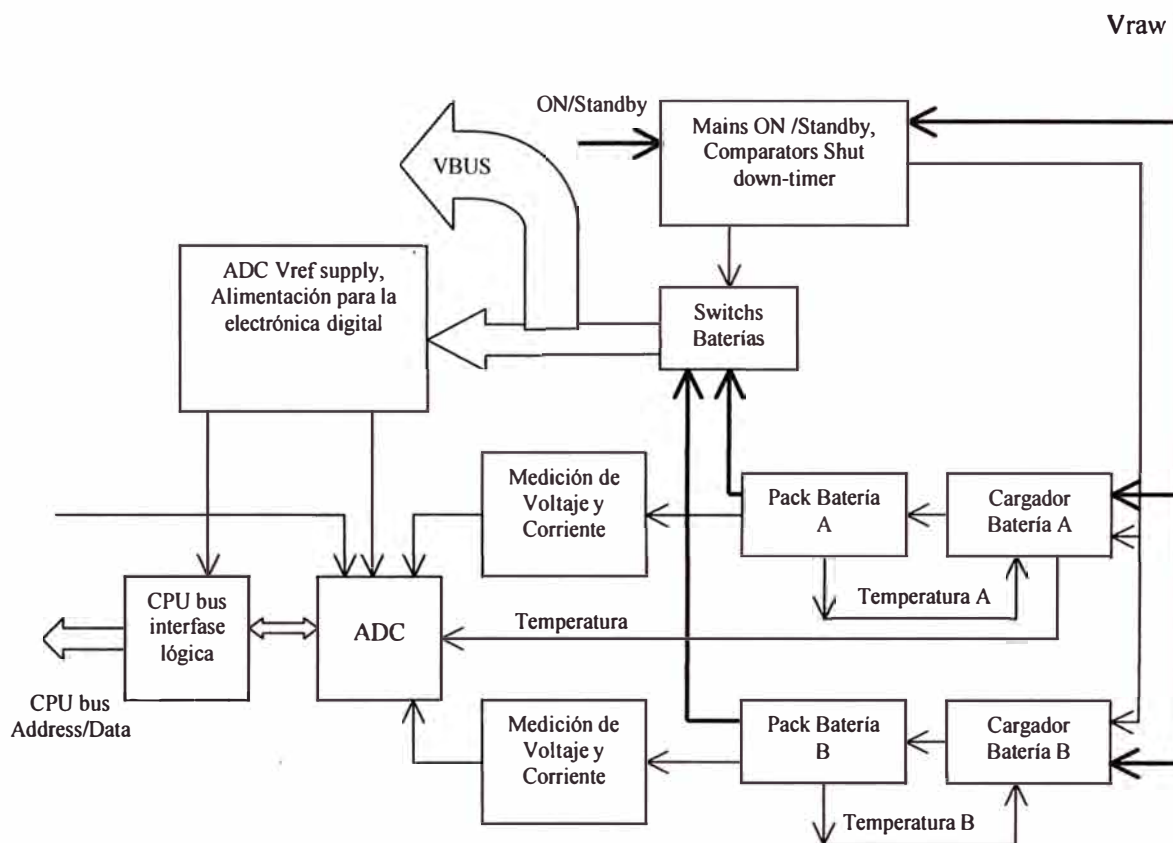 Vraw
ON/Standby
Mains ON /Standby,
Comparators Shut
down-timer
VBUS
ADC Vref supply,
Alimentación para la
electrónica digital
Switchs
Baterías
Medición de
Voltaje y
Corriente
Pack Batería
A
Cargador
Batería A
Temperatura A
CPU bus
interfase
lógica
ADC
Temperatura
CPU bus
Address/Data
Medición de
Voltaje y
Corriente
Pack Batería
B
Cargador
Batería B
Temperatura B